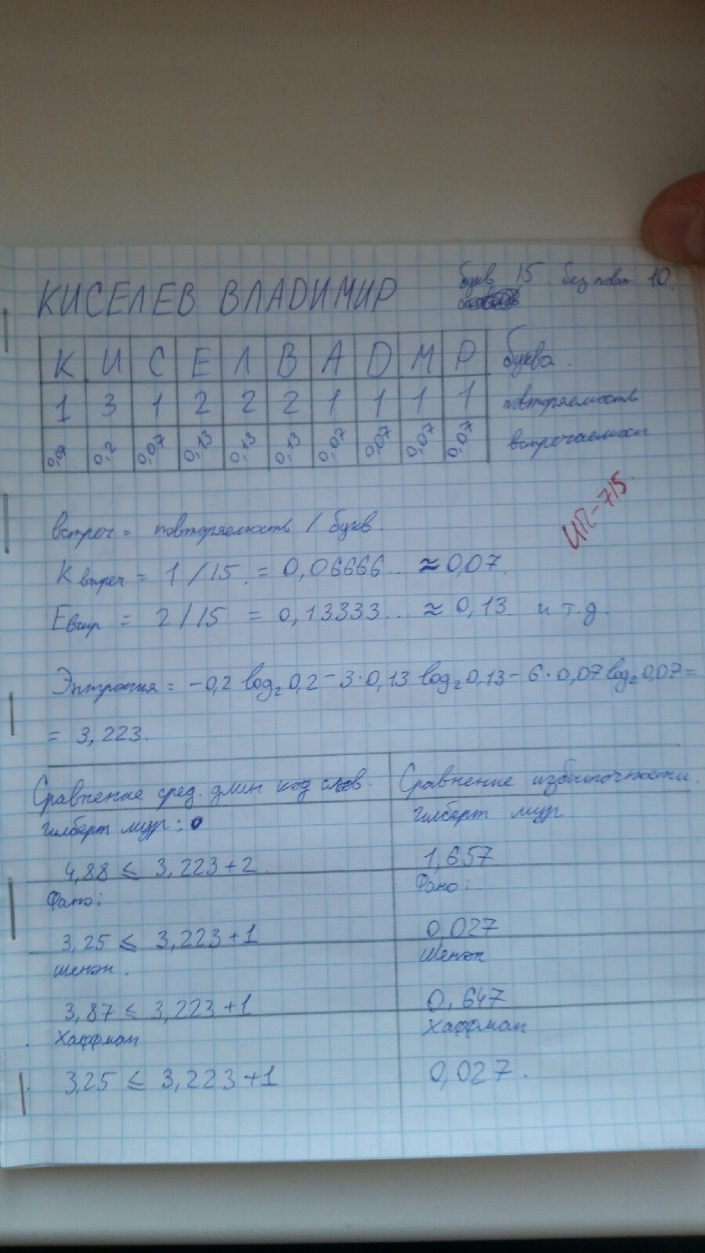 КИСЕЛЕВ ВЛАДИМИР
букв 15 без повт 10.
К И С Е Л В А Д М Р буква.
1 3 1 2 2 2 1 1 1 1 повторяемость
0,07 0,2 0,07 0,13 0,13 0,13 0,07 0,07 0,07 0,07 встречаемость
ИП-715.
встреч = повторяемость / букв.
Квстреч = 1/15 = 0,06666... ≈ 0,07.
Евстр = 2/15 = 0,13333... ≈ 0,13 и т.д.
Энтропия = -0,2 log₂ 0,2 - 3·0,13 log₂ 0,13 - 6·0,07 log₂ 0,07 =
= 3,223.
Сравнение сред. длин код слов. Сравнение избыточности.
Гилберт мур: Гилберт мур
4,88 ≤ 3,223+2 1,657
Фано: Фано:
3,25 ≤ 3,223+1 0,027
Шенон. Шенон
3,87 ≤ 3,223+1 0,647
Хаффман Хаффман
3,25 ≤ 3,223+1 0,027.